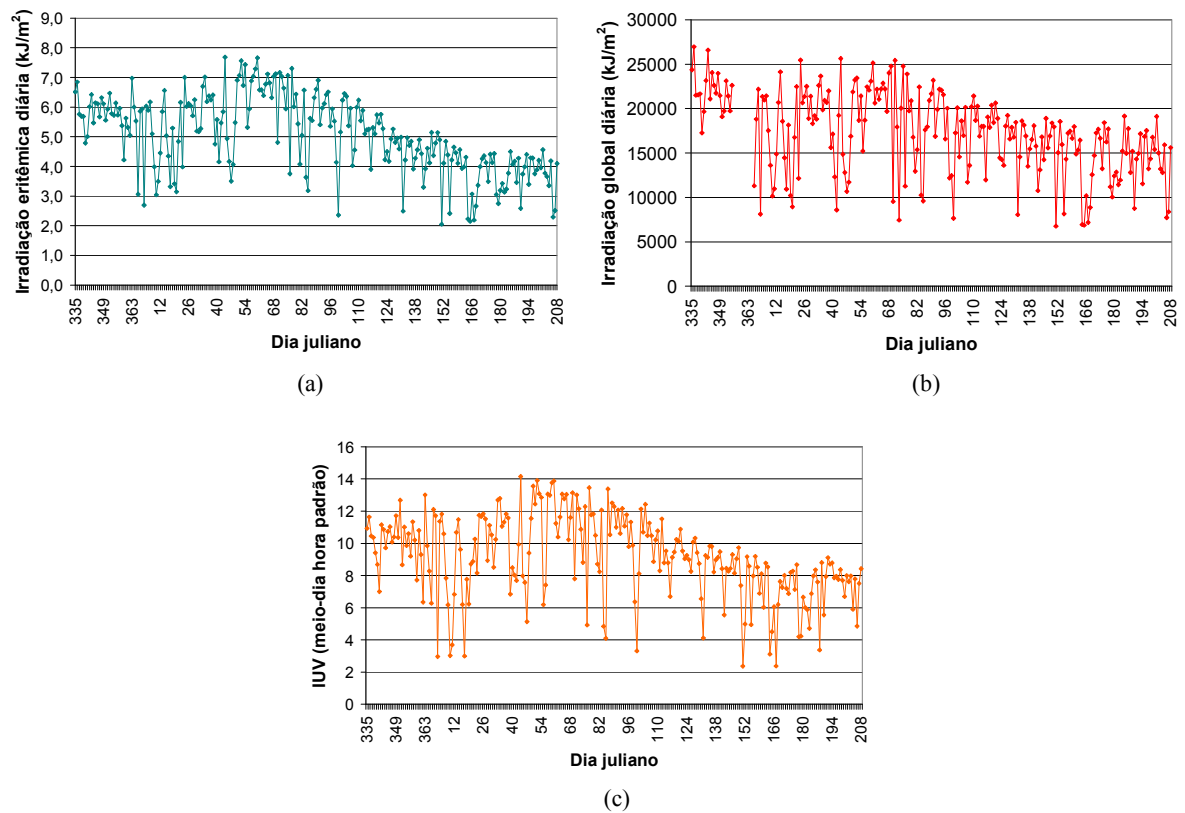 Irradiação eritêmica diária (kJ/m²)
9,0
8,0
7,0
6,0
5,0
4,0
3,0
2,0
1,0
0,0
335 349 363 12 26 40 54 68 82 96 110 124 138 152 166 180 194 208
Dia juliano
(a)
Irradiação global diária (kJ/m²)
30000
25000
20000
15000
10000
5000
0
335 349 363 12 26 40 54 68 82 96 110 124 138 152 166 180 194 208
Dia juliano
(b)
IUV (meio-dia hora padrão)
16
14
12
10
8
6
4
2
0
335 349 363 12 26 40 54 68 82 96 110 124 138 152 166 180 194 208
Dia juliano
(c)